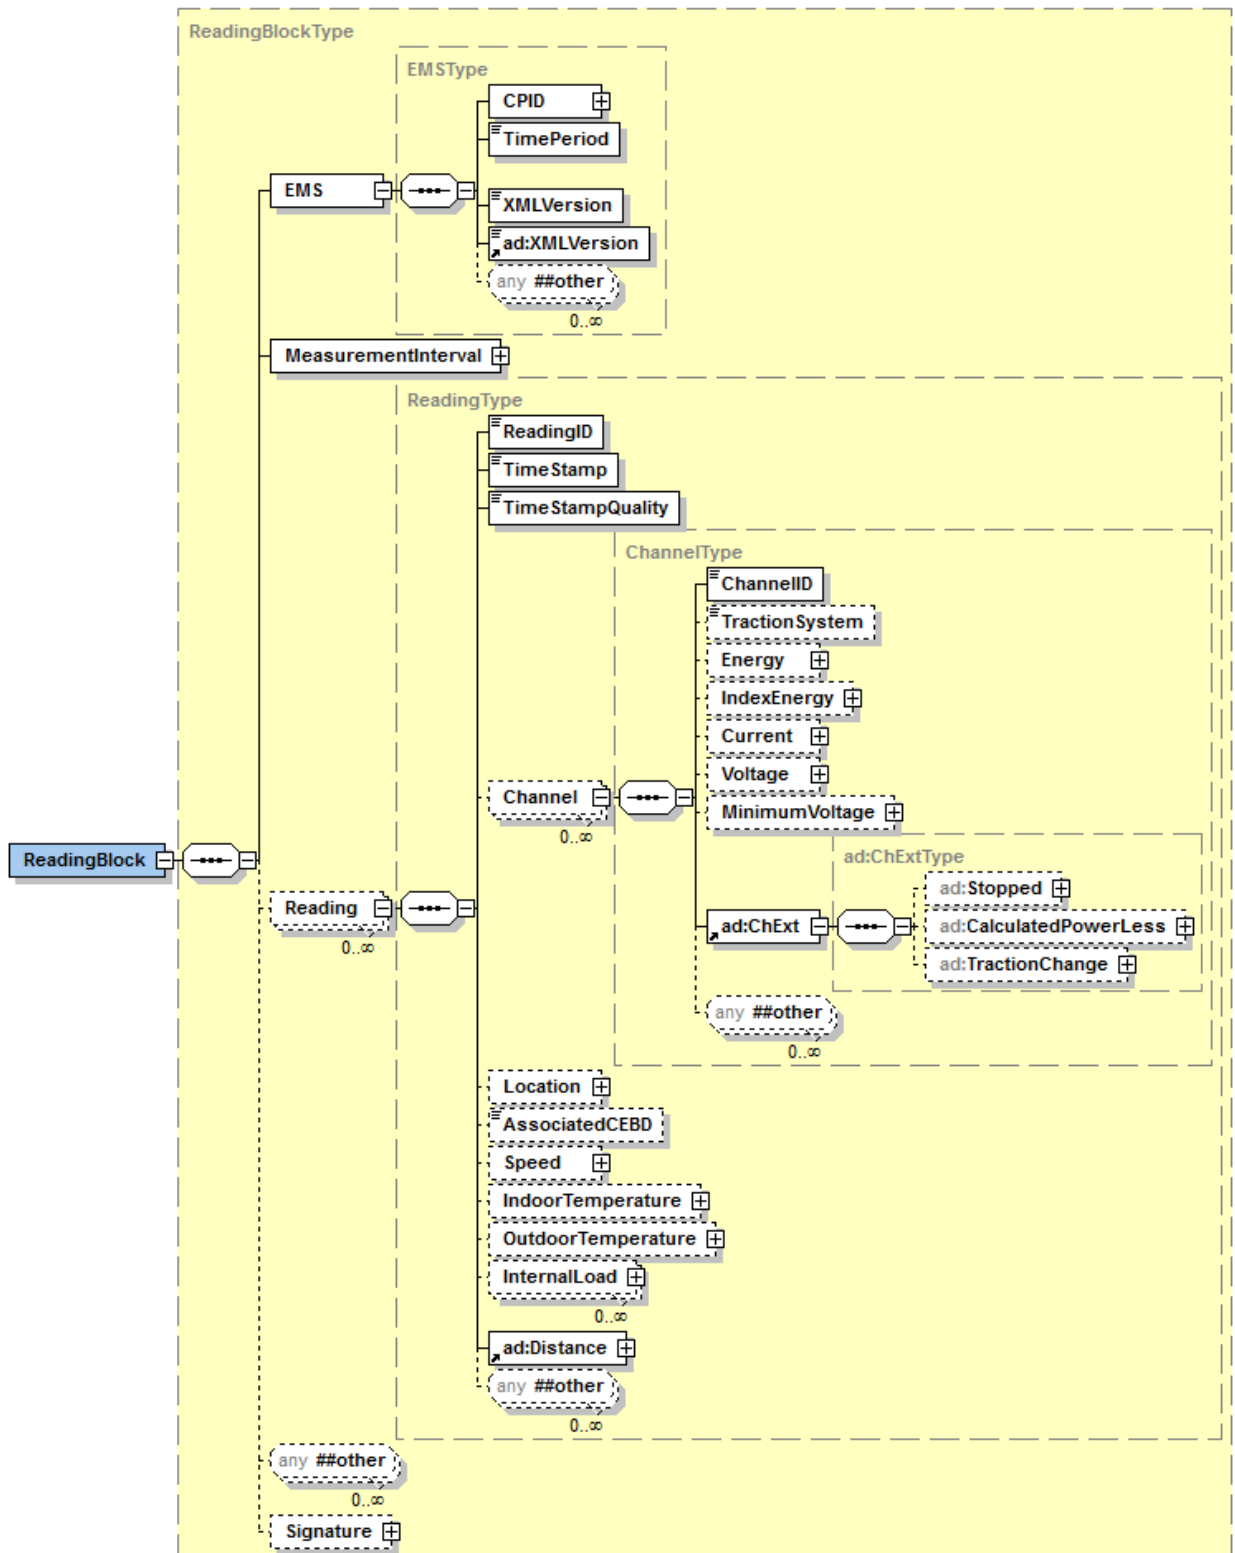 ReadingBlockType
EMSType
CPID
TimePeriod
EMS
XMLVersion
ad:XMLVersion
any ##other
0..∞
MeasurementInterval
ReadingType
ReadingID
TimeStamp
TimeStampQuality
ChannelType
ChannelID
TractionSystem
Energy
IndexEnergy
Current
Voltage
Channel
0..∞
MinimumVoltage
ReadingBlock
ad:ChExtType
ad:Stopped
Reading
0..∞
ad:ChExt
ad:CalculatedPowerLess
ad:TractionChange
any ##other
0..∞
Location
AssociatedCEBD
Speed
IndoorTemperature
OutdoorTemperature
InternalLoad
0..∞
ad:Distance
any ##other
0..∞
any ##other
0..∞
Signature